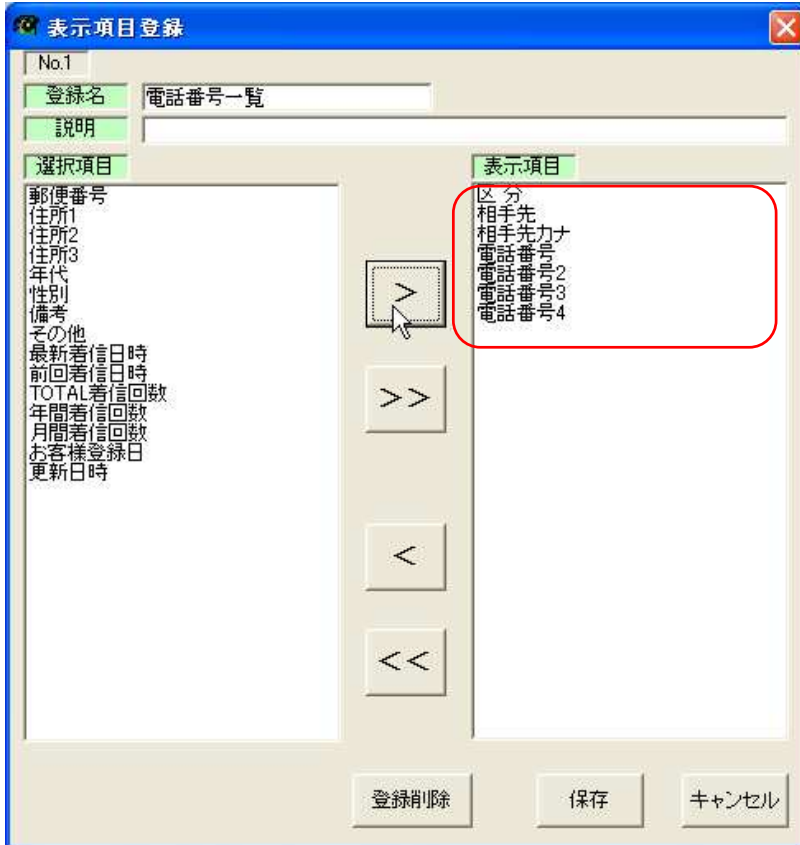 表示項目登録
No.1
登録名 電話番号一覧
説明
選択項目
郵便番号
住所1
住所2
住所3
年代
性別
備考
その他
最新着信日時
前回着信日時
TOTAL着信回数
年間着信回数
月間着信回数
お客様登録日
更新日時
>
>>
<
<<
表示項目
区 分
相手先
相手先カナ
電話番号
電話番号2
電話番号3
電話番号4
登録削除 保存 キャンセル